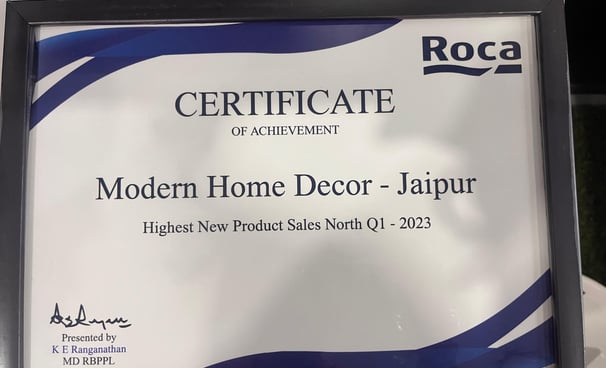 Roca
CERTIFICATE
OF ACHIEVEMENT
Modern Home Decor - Jaipur
Highest New Product Sales North Q1 - 2023
Presented by
K E Ranganathan
MD RBPPL